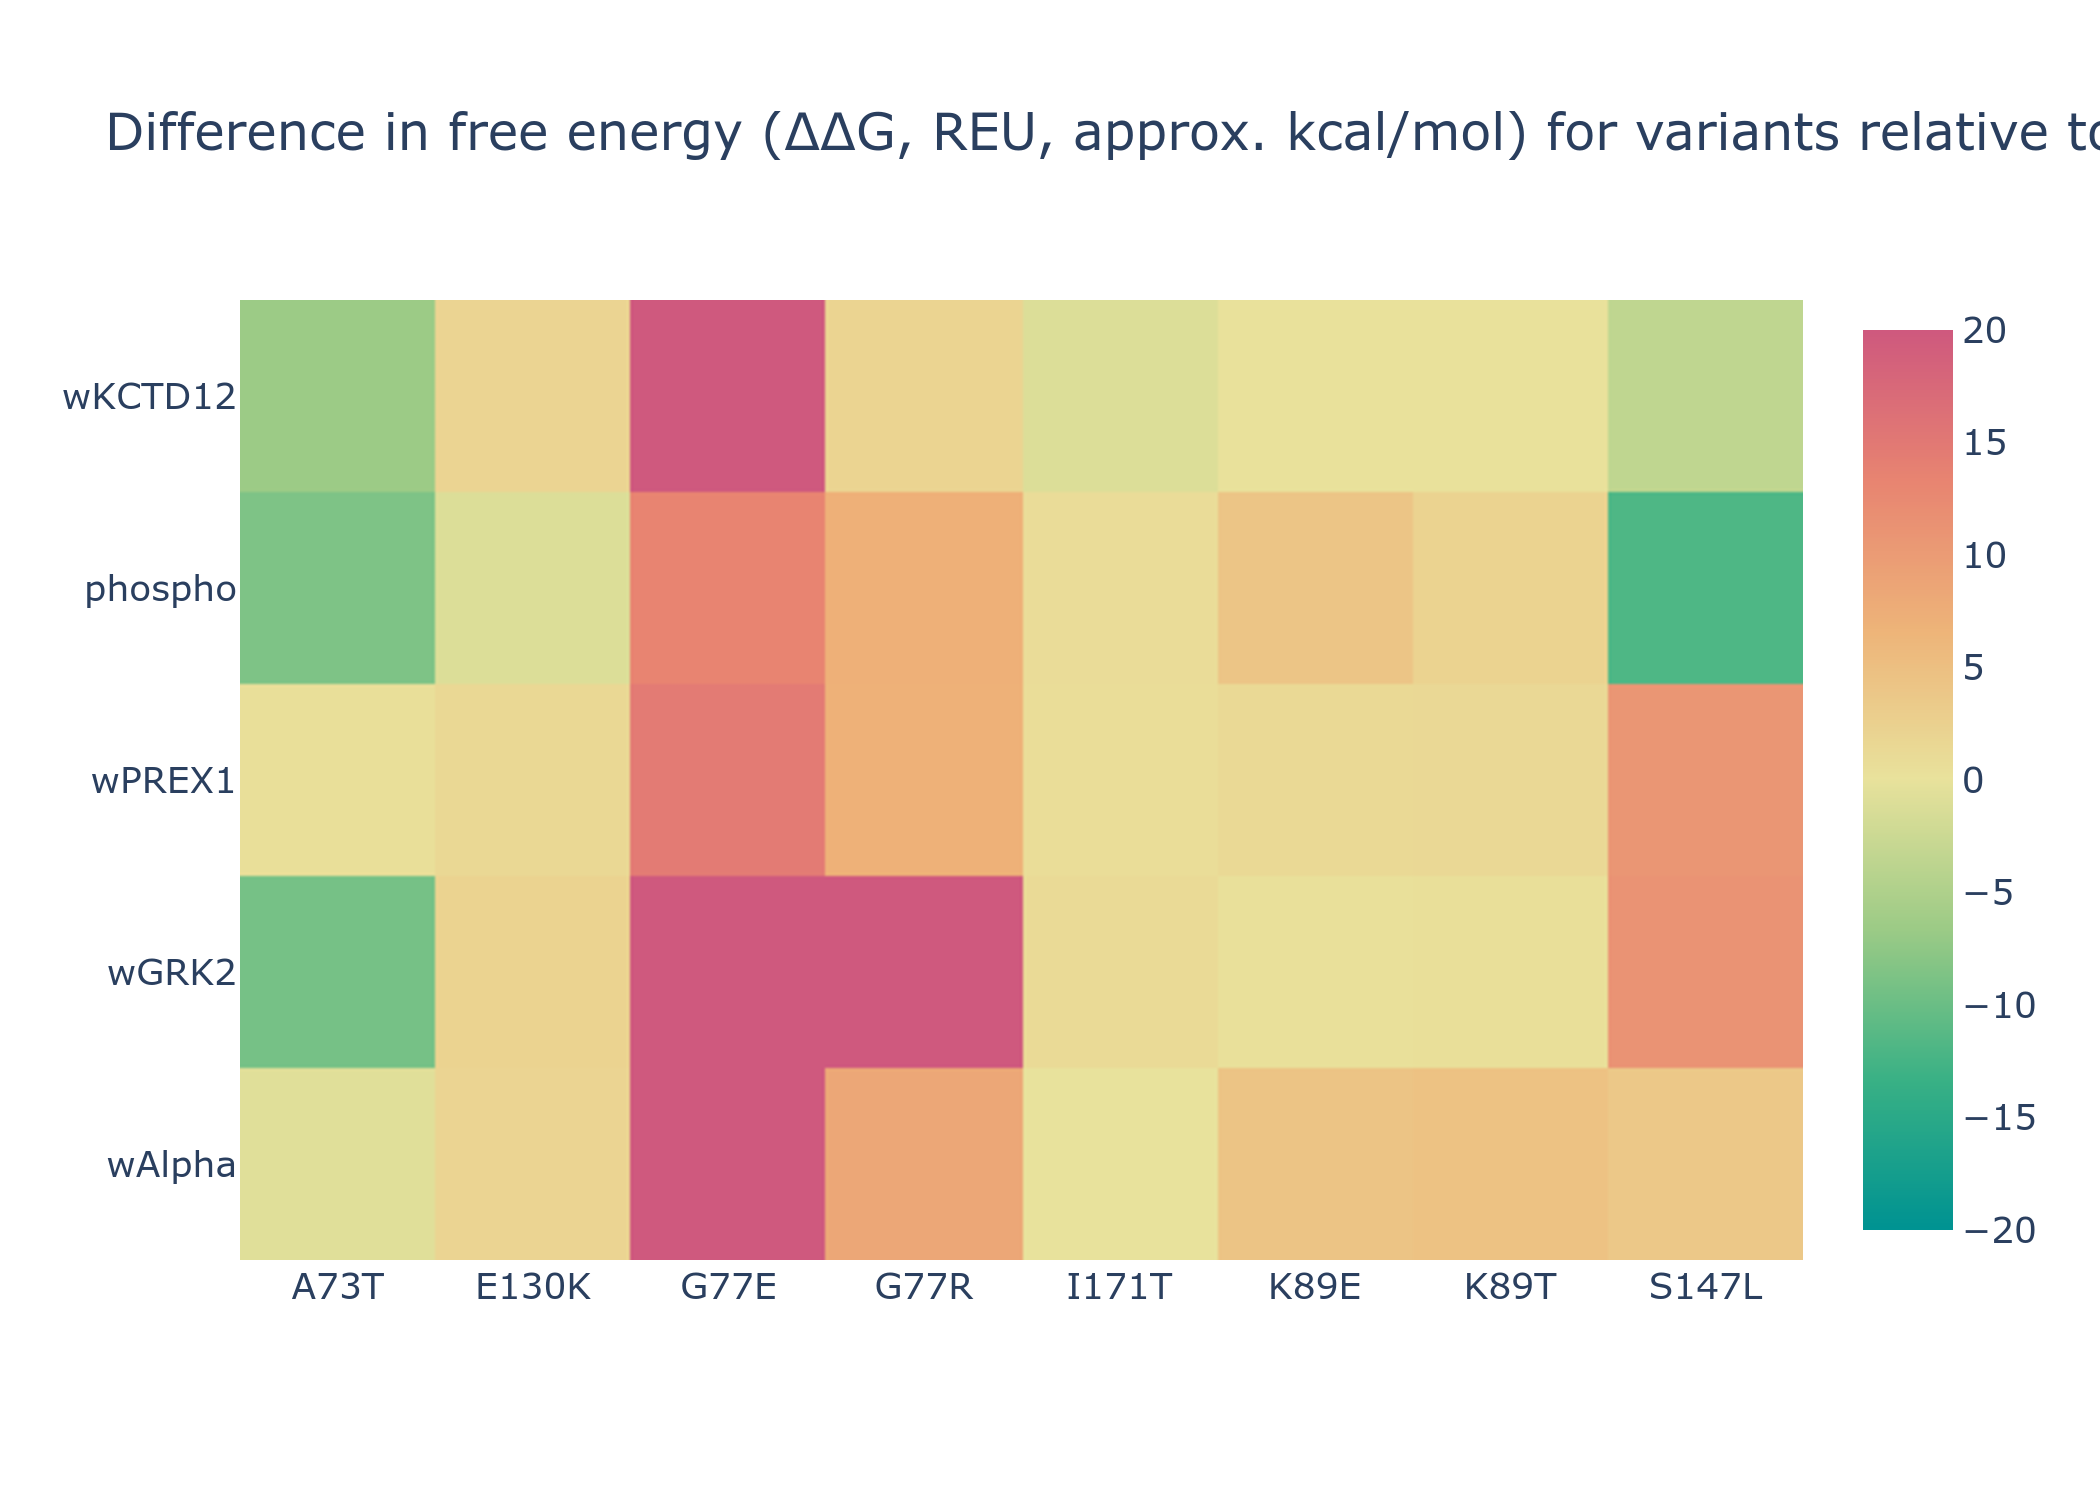 Difference in free energy (ΔΔG, REU, approx. kcal/mol) for variants relative
wKCTD12
phospho
wPREX1
wGRK2
wAlpha
A73T E130K G77E G77R I171T K89E K89T S147L
20
15
10
5
0
−5
−10
−15
−20